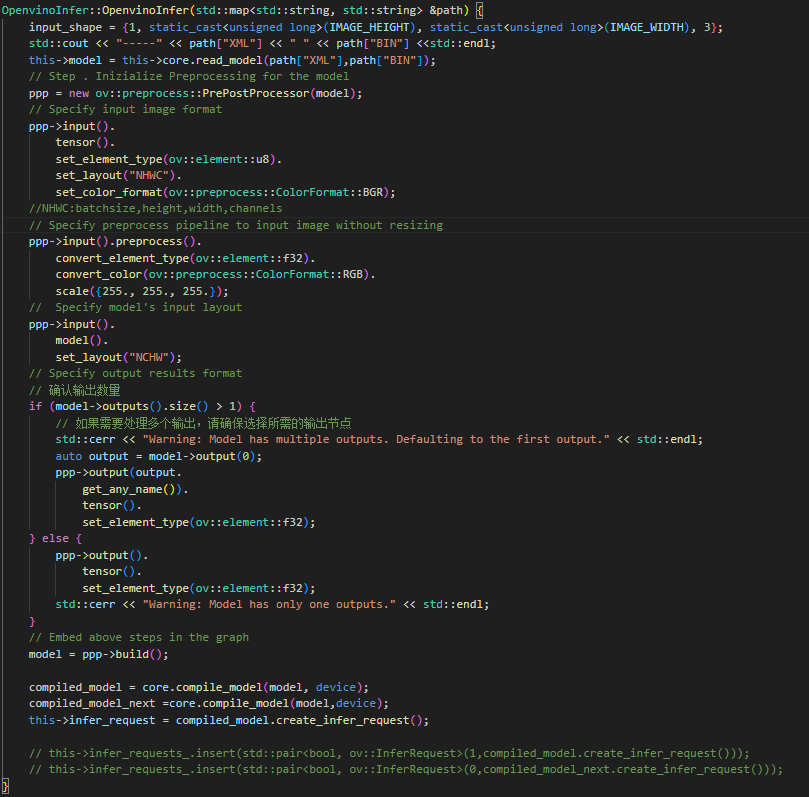 OpenvinoInfer::OpenvinoInfer(std::map<std::string, std::string> &path) {
input_shape = {1, static_cast<unsigned long>(IMAGE_HEIGHT), static_cast<unsigned long>(IMAGE_WIDTH), 3};
std::cout << "-----" << path["XML"] << " " << path["BIN"] <<std::endl;
this->model = this->core.read_model(path["XML"],path["BIN"]);
// Step . Inizialize Preprocessing for the model
ppp = new ov::preprocess::PrePostProcessor(model);
// Specify input image format
ppp->input().
tensor().
set_element_type(ov::element::u8).
set_layout("NHWC").
set_color_format(ov::preprocess::ColorFormat::BGR);
//NHWC:batchsize,height,width,channels
// Specify preprocess pipeline to input image without resizing
ppp->input().preprocess().
convert_element_type(ov::element::f32).
convert_color(ov::preprocess::ColorFormat::RGB).
scale({255., 255., 255.});
//  Specify model's input layout
ppp->input().
model().
set_layout("NCHW");
// Specify output results format
// 确认输出数量
if (model->outputs().size() > 1) {
// 如果需要处理多个输出，请确保选择所需的输出节点
std::cerr << "Warning: Model has multiple outputs. Defaulting to the first output." << std::endl;
auto output = model->output(0);
ppp->output(output.
get_any_name()).
tensor().
set_element_type(ov::element::f32);
} else {
ppp->output().
tensor().
set_element_type(ov::element::f32);
std::cerr << "Warning: Model has only one outputs." << std::endl;
}
// Embed above steps in the graph
model = ppp->build();
compiled_model = core.compile_model(model, device);
compiled_model_next =core.compile_model(model,device);
this->infer_request = compiled_model.create_infer_request();
// this->infer_requests_.insert(std::pair<bool, ov::InferRequest>(1,compiled_model.create_infer_request()));
// this->infer_requests_.insert(std::pair<bool, ov::InferRequest>(0,compiled_model_next.create_infer_request()));
}